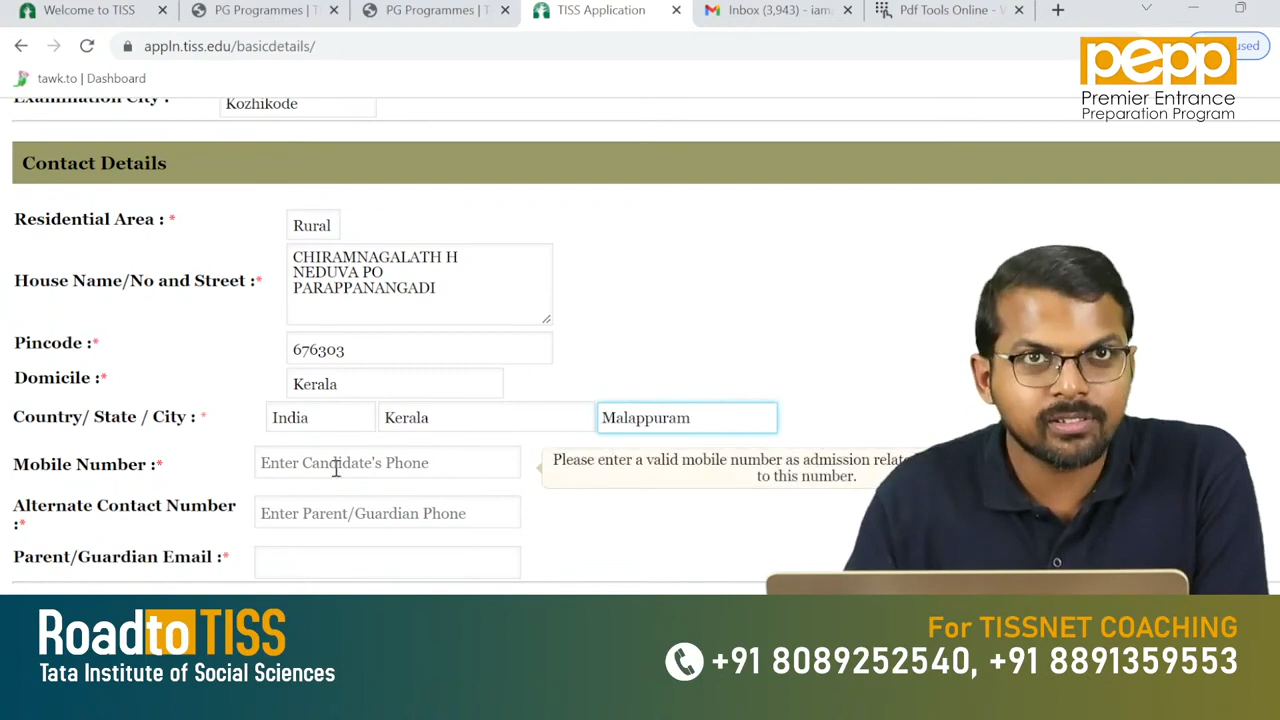 Welcome to TISS
PG Programmes | T
PG Programmes | T
TISS Application
Inbox (3,943) - iam
Pdf Tools Online -
appln.tiss.edu/basicdetails/
tawk.to | Dashboard
pepp
Premier Entrance
Preparation Program
Examination City :
Kozhikode
Contact Details
Residential Area : *
Rural
House Name/No and Street :*
CHIRAMNAGALATH H
NEDUVA PO
PARAPPANANGADI
Pincode :*
676303
Domicile :*
Kerala
Country/ State / City : *
India
Kerala
Malappuram
Mobile Number :*
Enter Candidate's Phone
Please enter a valid mobile number as admission
to this number.
Alternate Contact Number
:*
Enter Parent/Guardian Phone
Parent/Guardian Email :*
Road to TISS
Tata Institute of Social Sciences
For TISSNET COACHING
+91 8089252540, +91 8891359553